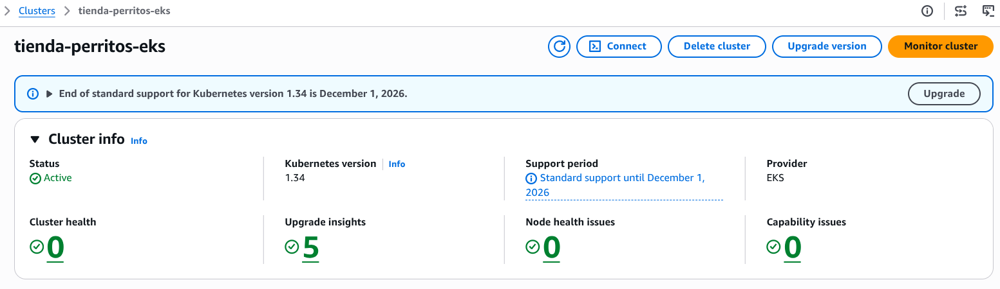 Clusters
tienda-perritos-eks
tienda-perritos-eks
Connect
Delete cluster
Upgrade version
Monitor cluster
End of standard support for Kubernetes version 1.34 is December 1, 2026.
Upgrade
Cluster info Info
Status
Active
Kubernetes version
Info
1.34
Support period
Standard support until December 1,
2026
Provider
EKS
Cluster health
0
Upgrade insights
5
Node health issues
0
Capability issues
0